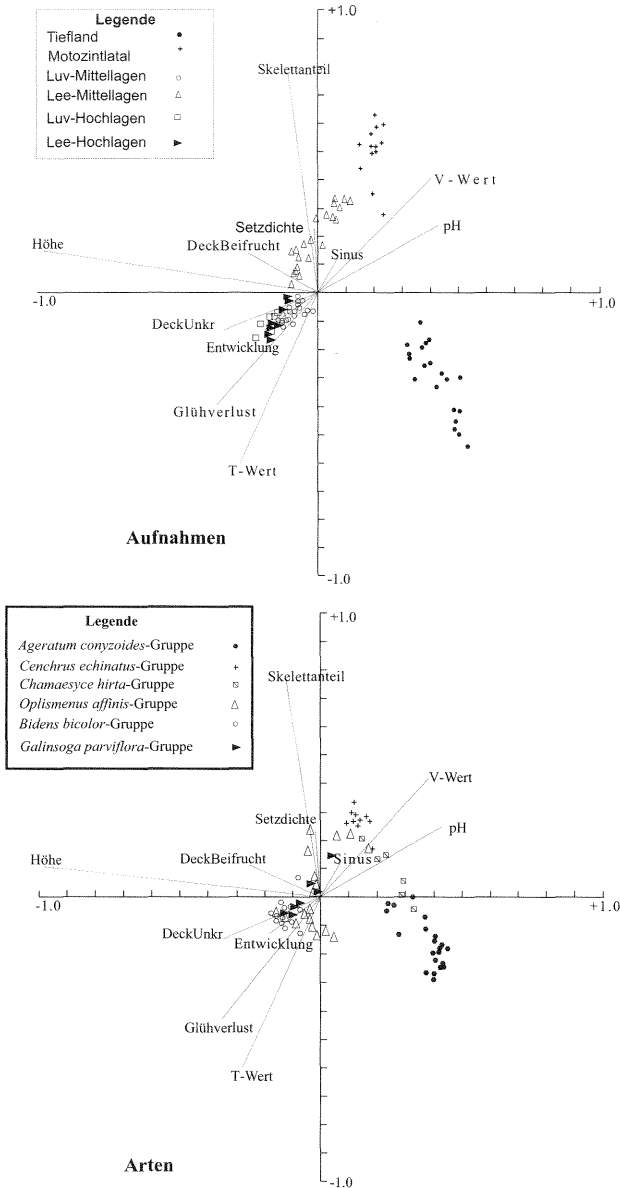 +1.0
Legende
Tiefland
Motozintlatal
Luv-Mittellagen
Lee-Mittellagen
Luv-Hochlagen
Lee-Hochlagen
Skelettanteil
V-Wert
pH
Setzdichte
DeckBeifrucht
Sinus
Höhe
-1.0
+1.0
DeckUnkr
Entwicklung
Glühverlust
T-Wert
Aufnahmen
-1.0
+1.0
Legende
Ageratum conyzoides-Gruppe
Cenchrus echinatus-Gruppe
Chamaesyce hirta-Gruppe
Oplismenus affinis-Gruppe
Bidens bicolor-Gruppe
Galinsoga parviflora-Gruppe
Skelettanteil
V-Wert
Setzdichte
pH
Höhe
DeckBeifrucht
Sinus
-1.0
+1.0
DeckUnkr
Entwicklung
Glühverlust
T-Wert
Arten
-1.0